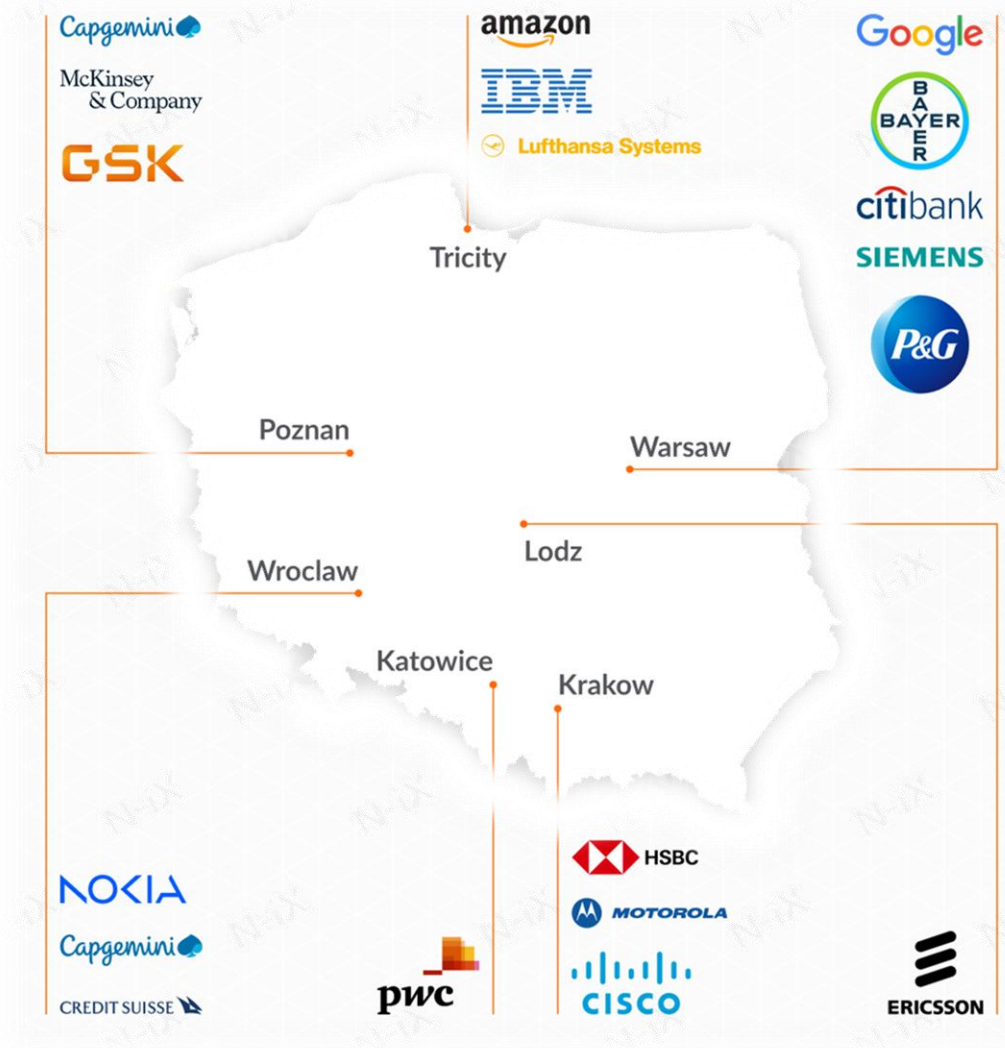 Capgemini
McKinsey
& Company
GSK
amazon
IBM
Lufthansa Systems
Google
BAYER
BAYER
citibank
SIEMENS
P&G
Tricity
Poznan
Warsaw
Lodz
Wroclaw
Katowice
Krakow
NOKIA
Capgemini
CREDIT SUISSE
pwc
HSBC
MOTOROLA
CISCO
ERICSSON
N-iX